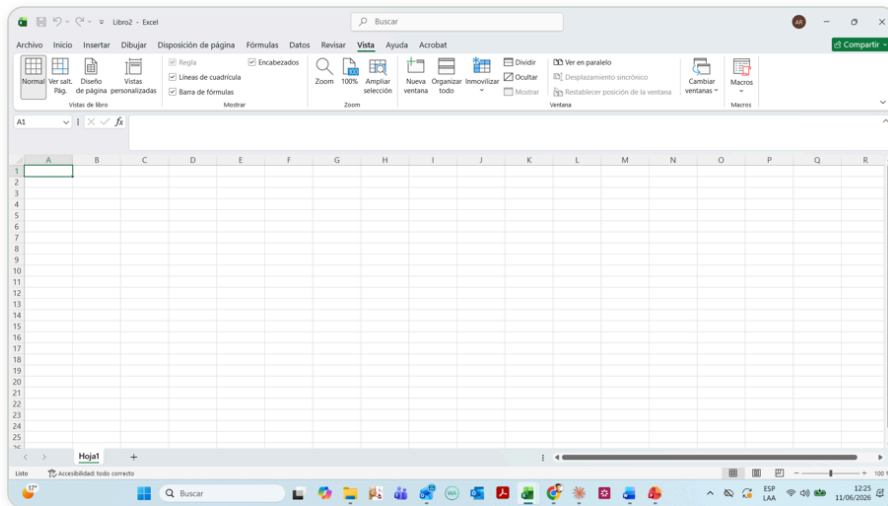 Libro2 - Excel
Buscar
AR
Archivo Inicio Insertar Dibujar Disposición de página Fórmulas Datos Revisar Vista Ayuda Acrobat
Compartir
Normal
Ver salt. Pág.
Diseño de página
Vistas personalizadas
Vistas de libro
Regla
Encabezados
Líneas de cuadrícula
Barra de fórmulas
Mostrar
Zoom
100%
Ampliar selección
Zoom
Nueva ventana
Organizar todo
Inmovilizar
Dividir
Ocultar
Mostrar
Ver en paralelo
Desplazamiento sincrónico
Restablecer posición de la ventana
Ventana
Cambiar ventanas
Macros
Macros
A1
fx
A B C D E F G H I J K L M N O P Q R
1
2
3
4
5
6
7
8
9
10
11
12
13
14
15
16
17
18
19
20
21
22
23
24
25
26
Hoja1
Listo
Accesibilidad: todo correcto
100 %
17°
Buscar
ESP
LAA
12:25
11/06/2026